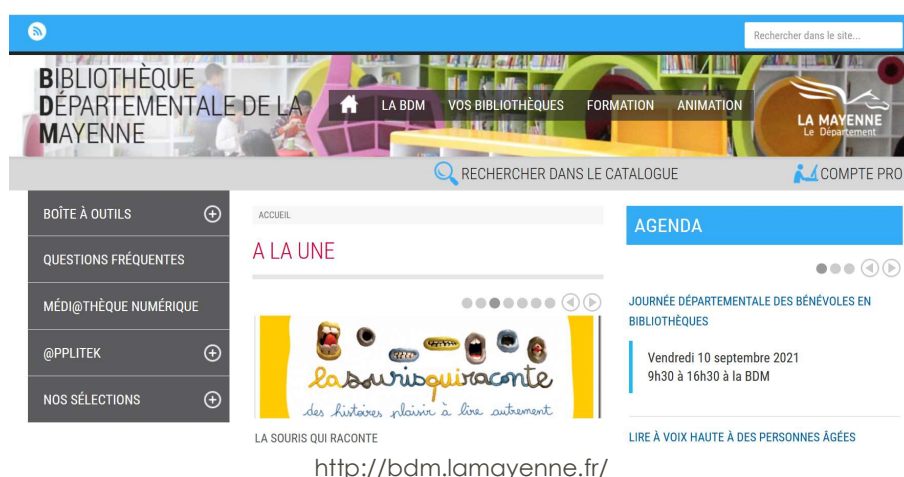 Rechercher dans le site...
BIBLIOTHÈQUE
DÉPARTEMENTALE DE LA
MAYENNE
LA BDM VOS BIBLIOTHÈQUES FORMATION ANIMATION
LA MAYENNE
Le Département
RECHERCHER DANS LE CATALOGUE
COMPTE PRO
BOÎTE À OUTILS
QUESTIONS FRÉQUENTES
MÉDI@THÈQUE NUMÉRIQUE
@PPLITEK
NOS SÉLECTIONS
ACCUEIL
A LA UNE
lasourisquiraconte
des histoires plaisir à lire autrement
LA SOURIS QUI RACONTE
AGENDA
JOURNÉE DÉPARTEMENTALE DES BÉNÉVOLES EN
BIBLIOTHÈQUES
Vendredi 10 septembre 2021
9h30 à 16h30 à la BDM
LIRE À VOIX HAUTE À DES PERSONNES ÂGÉES
http://bdm.lamayenne.fr/